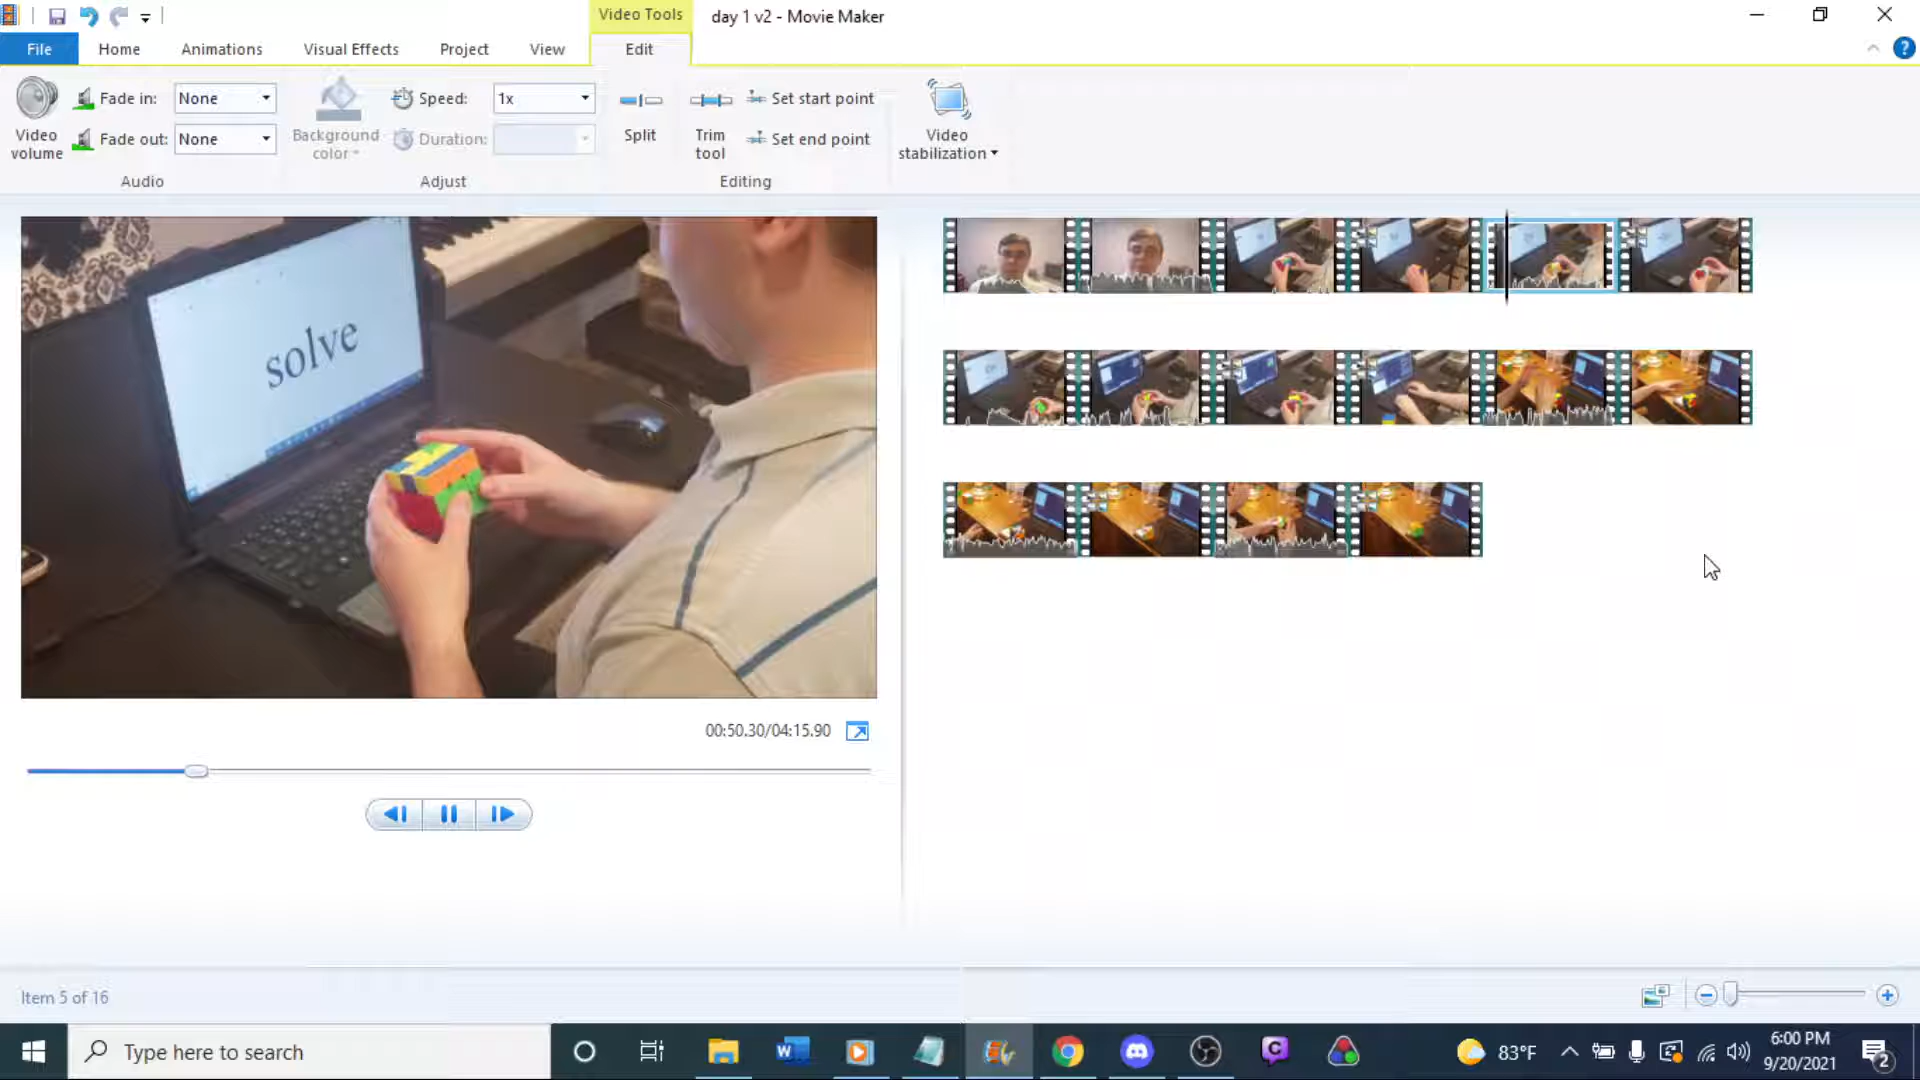 Video Tools
day 1 v2 - Movie Maker
File
Home
Animations
Visual Effects
Project
View
Edit
Video
volume
Fade in:
None
Fade out:
None
Audio
Background
color
Speed:
1x
Duration:
Adjust
Split
Trim
tool
Set start point
Set end point
Editing
Video
stabilization
solve
00:50.30/04:15.90
Item 5 of 16
Type here to search
83°F
6:00 PM
9/20/2021
2